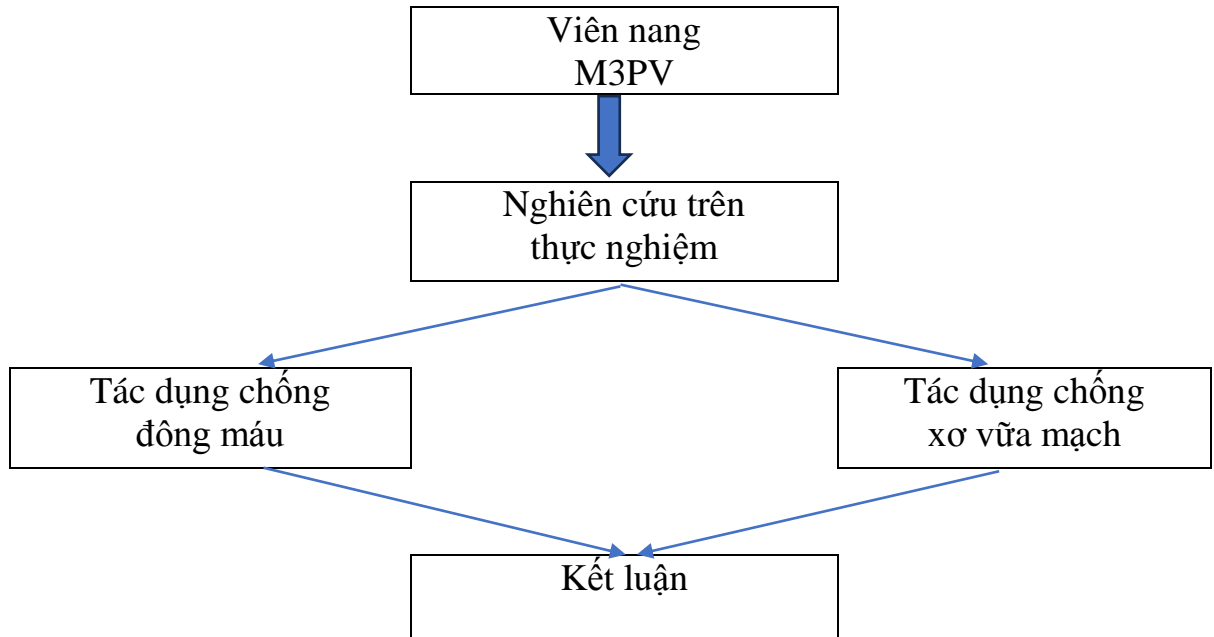 Viên nang
M3PV
Nghiên cứu trên
thực nghiệm
Tác dụng chống
đông máu
Tác dụng chống
xơ vữa mạch
Kết luận